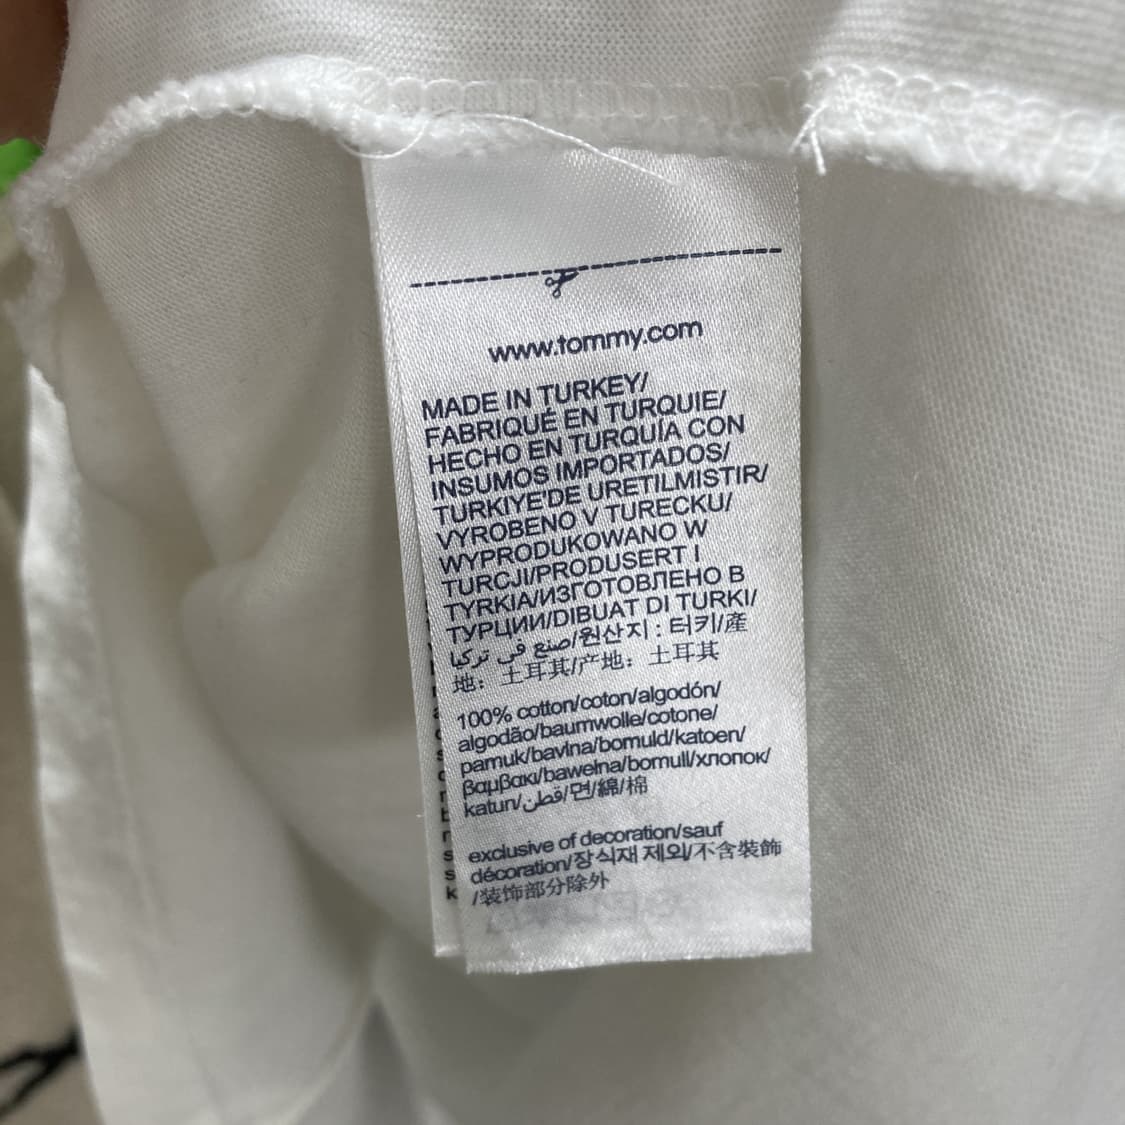 www.tommy.com
MADE IN TURKEY/
FABRIQUÉ EN TURQUIE/
HECHO EN TURQUÍA CON
INSUMOS IMPORTADOS/
TURKIYE'DE URETILMISTIR/
VYROBENO V TURECKU/
WYPRODUKOWANO W
TURCJI/PRODUSERT I
TYRKIA/ИЗГОТОВЛЕНО В
ТУРЦИИ/DIBUAT DI TURKI/
صنع في تركيا/원산지 : 터키/產
地：土耳其/产地：土耳其
100% cotton/coton/algodón/
algodão/baumwolle/cotone/
pamuk/bavlna/bomuld/katoen/
βαμβακι/bawełna/bomull/хлопок/
katun/قطن/면/綿/棉
exclusive of decoration/sauf
décoration/장식재 제외/不含裝飾
/装饰部分除外